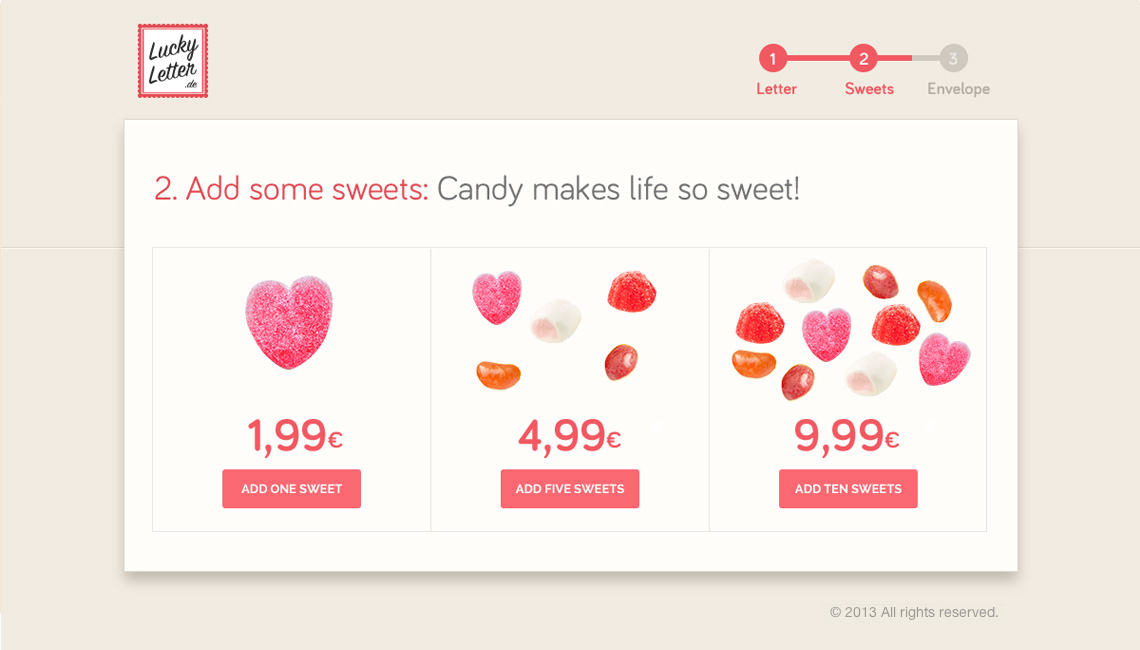 Lucky
Letter
.de
1 2 3
Letter Sweets Envelope
2. Add some sweets: Candy makes life so sweet!
1,99€ 4,99€ 9,99€
ADD ONE SWEET ADD FIVE SWEETS ADD TEN SWEETS
© 2013 All rights reserved.